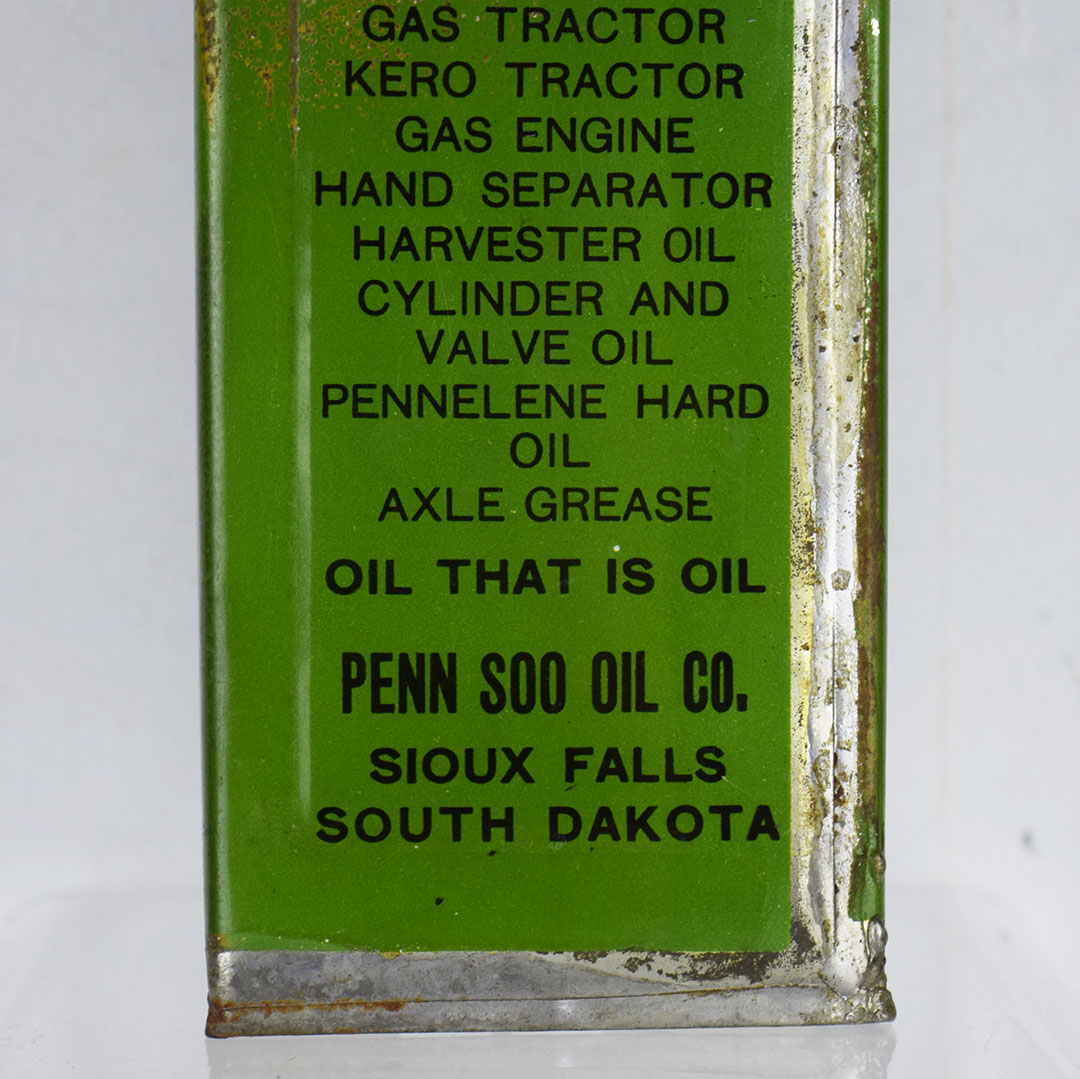 GAS TRACTOR
KERO TRACTOR
GAS ENGINE
HAND SEPARATOR
HARVESTER OIL
CYLINDER AND
VALVE OIL
PENNELENE HARD
OIL
AXLE GREASE
OIL THAT IS OIL
PENN SOO OIL CO.
SIOUX FALLS
SOUTH DAKOTA